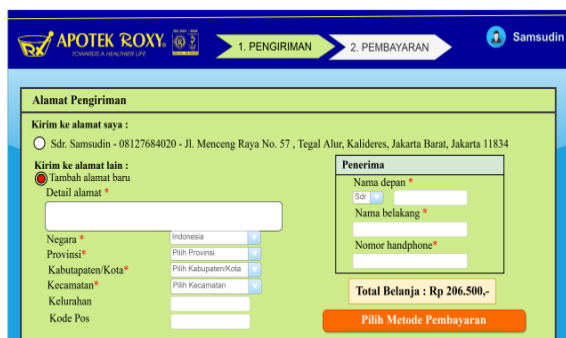 APOTEK ROXY
TOWARDS A HEALTHIER LIFE
1. PENGIRIMAN
2. PEMBAYARAN
Samsudin
Alamat Pengiriman
Kirim ke alamat saya :
Sdr. Samsudin - 08127684020 - Jl. Menceng Raya No. 57 , Tegal Alur, Kalideres, Jakarta Barat, Jakarta 11834
Kirim ke alamat lain :
Tambah alamat baru
Detail alamat *
Negara * Indonesia
Provinsi* Pilih Provinsi
Kabutapaten/Kota* Pilih Kabupaten/Kota
Kecamatan* Pilih Kecamatan
Kelurahan
Kode Pos
Penerima
Nama depan *
Sdr
Nama belakang *
Nomor handphone*
Total Belanja : Rp 206.500,-
Pilih Metode Pembayaran